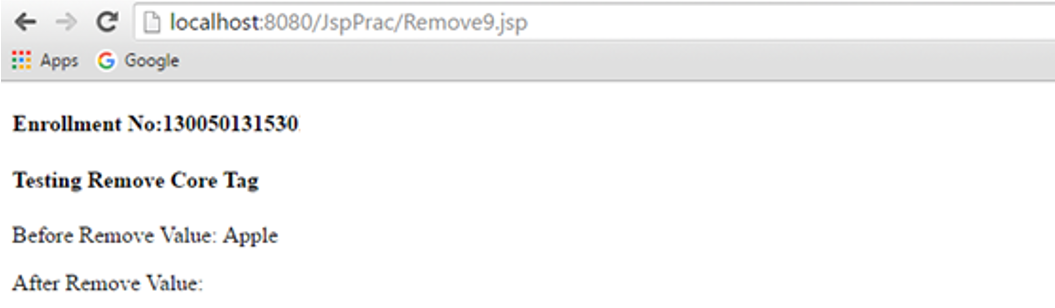 localhost:8080/JspPrac/Remove9.jsp
Apps Google
Enrollment No:130050131530
Testing Remove Core Tag
Before Remove Value: Apple
After Remove Value: